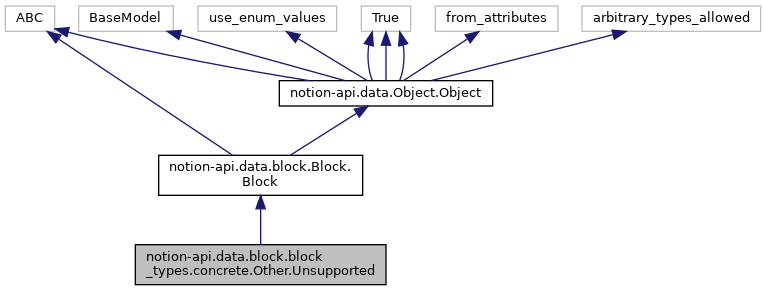 ABC
BaseModel
use_enum_values
True
from_attributes
arbitrary_types_allowed
notion-api.data.Object.Object
notion-api.data.block.Block.
Block
notion-api.data.block.block
_types.concrete.Other.Unsupported